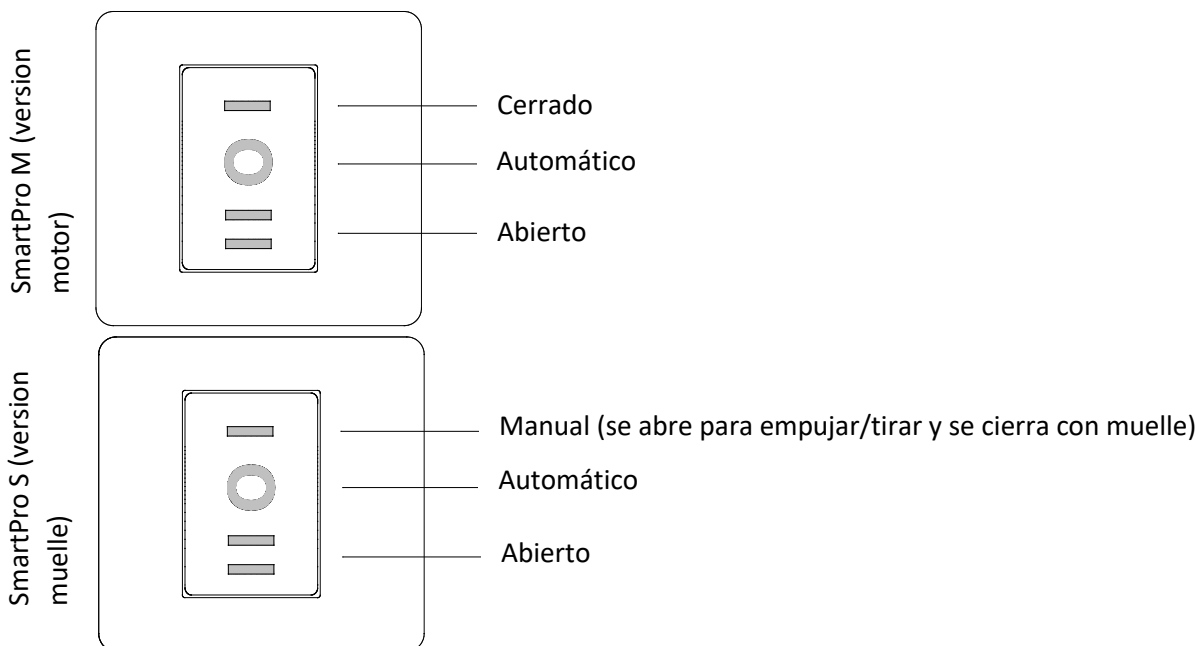 SmartPro M (version
motor)
Cerrado
Automático
Abierto
SmartPro S (version
muelle)
Manual (se abre para empujar/tirar y se cierra con muelle)
Automático
Abierto